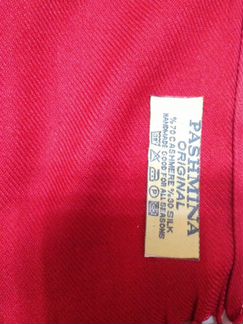 PASHMINA
ORIGINAL
%70 CASHMERE %30 SILK
HANDMADE GOOD FOR ALL SEASONS